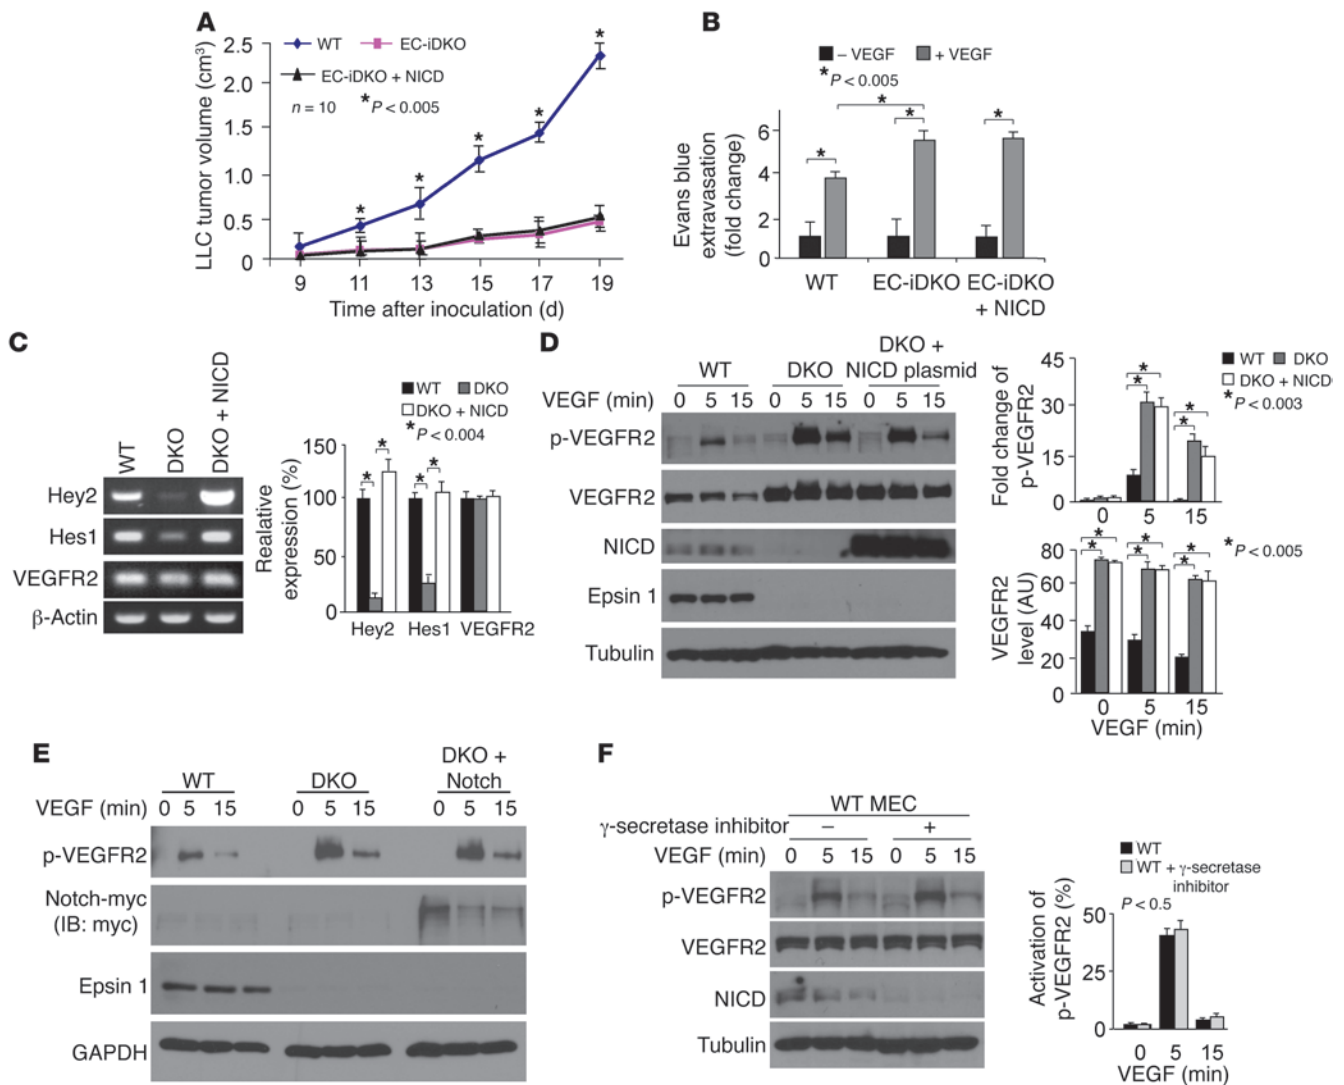 A
WT
EC-iDKO
EC-iDKO + NICD
n = 10
*P < 0.005
LLC tumor volume (cm³)
2.5
2.0
1.5
1.0
0.5
0
* * * * *
9 11 13 15 17 19
Time after inoculation (d)
B
– VEGF + VEGF
*P < 0.005
Evans blue
extravasation
(fold change)
6
4
2
0
* * * *
WT EC-iDKO EC-iDKO
+ NICD
C
WT DKO DKO + NICD
Hey2
Hes1
VEGFR2
β-Actin
WT DKO
DKO + NICD
*P < 0.004
Realative
expression (%)
150
100
50
0
* * * *
Hey2 Hes1 VEGFR2
D
DKO +
WT DKO NICD plasmid
VEGF (min) 0 5 15 0 5 15 0 5 15
p-VEGFR2
VEGFR2
NICD
Epsin 1
Tubulin
Fold change of
p-VEGFR2
45
30
15
0
* * * *
WT DKO
DKO + NICD
*P < 0.003
0 5 15
VEGFR2
level (AU)
80
60
40
20
0
* * * * * *
*P < 0.005
0 5 15
VEGF (min)
E
DKO +
WT DKO Notch
VEGF (min) 0 5 15 0 5 15 0 5 15
p-VEGFR2
Notch-myc
(IB: myc)
Epsin 1
GAPDH
F
WT MEC
γ-secretase inhibitor – +
VEGF (min) 0 5 15 0 5 15
p-VEGFR2
VEGFR2
NICD
Tubulin
WT
WT + γ-secretase
inhibitor
P < 0.5
Activation of
p-VEGFR2 (%)
50
25
0
0 5 15
VEGF (min)